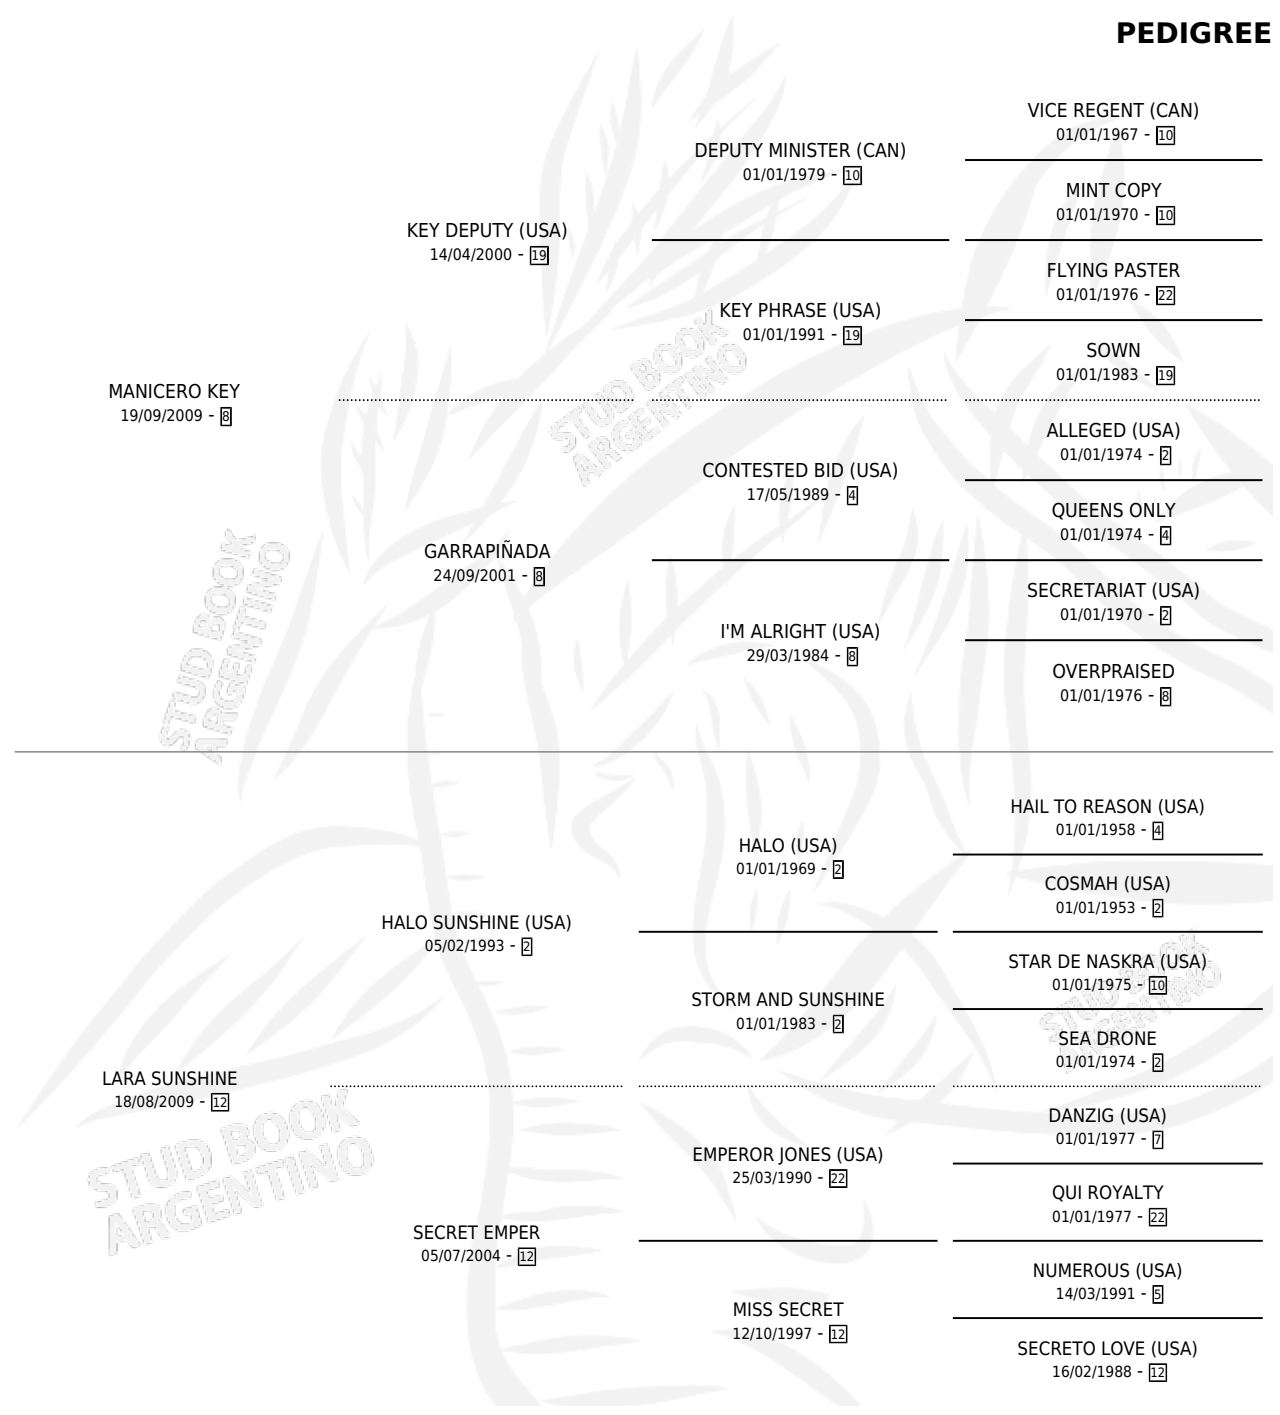 PEDIGREE
VICE REGENT (CAN)
01/01/1967 - 10
DEPUTY MINISTER (CAN)
01/01/1979 - 10
MINT COPY
01/01/1970 - 10
KEY DEPUTY (USA)
14/04/2000 - 19
FLYING PASTER
01/01/1976 - 22
KEY PHRASE (USA)
01/01/1991 - 19
SOWN
01/01/1983 - 19
MANICERO KEY
19/09/2009 - 8
ALLEGED (USA)
01/01/1974 - 2
CONTESTED BID (USA)
17/05/1989 - 4
QUEENS ONLY
01/01/1974 - 4
GARRAPIÑADA
24/09/2001 - 8
SECRETARIAT (USA)
01/01/1970 - 2
I'M ALRIGHT (USA)
29/03/1984 - 8
OVERPRAISED
01/01/1976 - 8
HAIL TO REASON (USA)
01/01/1958 - 4
HALO (USA)
01/01/1969 - 2
COSMAH (USA)
01/01/1953 - 2
HALO SUNSHINE (USA)
05/02/1993 - 2
STAR DE NASKRA (USA)
01/01/1975 - 10
STORM AND SUNSHINE
01/01/1983 - 2
SEA DRONE
01/01/1974 - 2
LARA SUNSHINE
18/08/2009 - 12
DANZIG (USA)
01/01/1977 - 7
EMPEROR JONES (USA)
25/03/1990 - 22
QUI ROYALTY
01/01/1977 - 22
SECRET EMPER
05/07/2004 - 12
NUMEROUS (USA)
14/03/1991 - 5
MISS SECRET
12/10/1997 - 12
SECRETO LOVE (USA)
16/02/1988 - 12
STUD BOOK
ARGENTINO
STUD BOOK
ARGENTINO
STUD BOOK
ARGENTINO
STUD BOOK
ARGENTINO